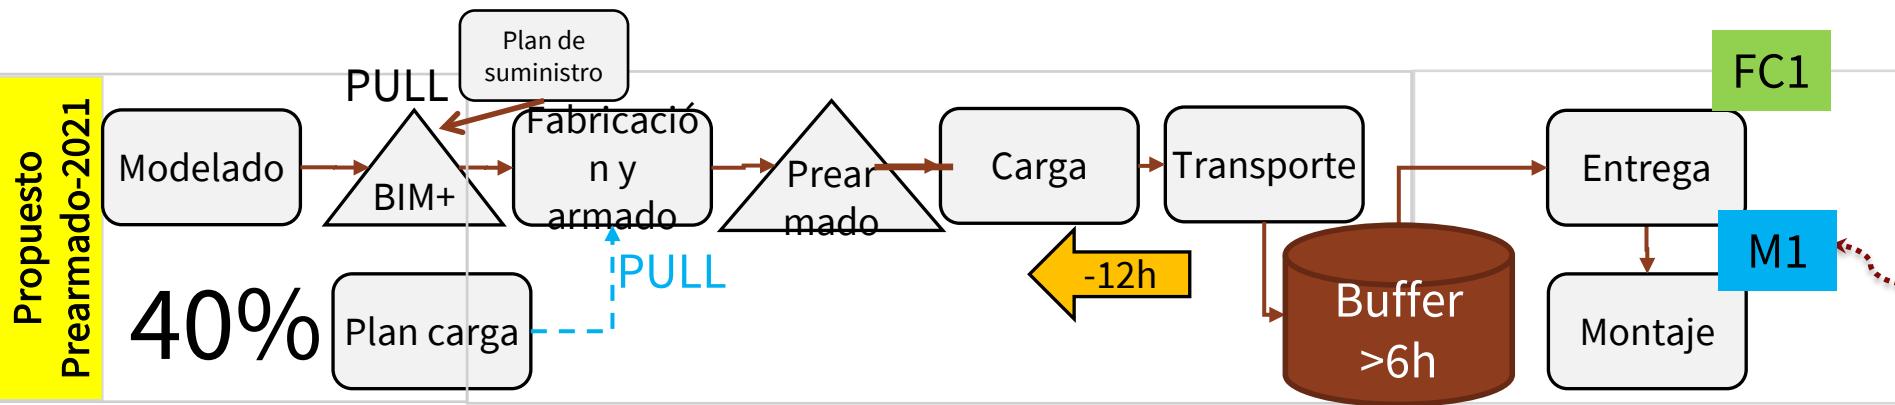 Propuesto
Prearmado-2021
Modelado
PULL
BIM+
Plan de
suministro
Fabricació
n y
armado
Prear
mado
Carga
Transporte
Entrega
FC1
M1
Montaje
40%
Plan carga
PULL
-12h
Buffer
>6h